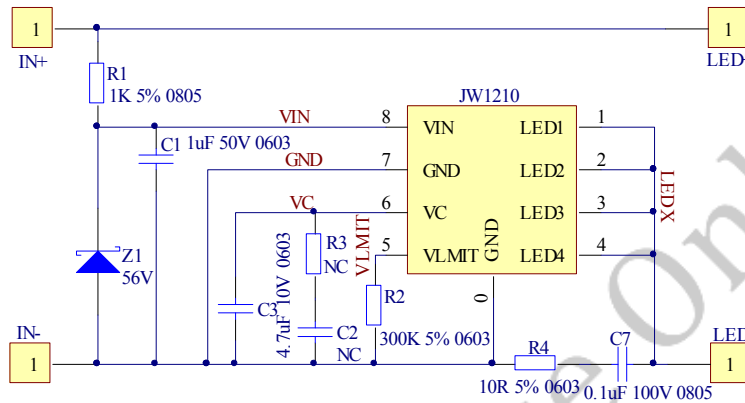 1
1
IN+
LED+
R1
1K 5% 0805
JW1210
VIN
8
VIN
LED1
1
C1
1uF 50V 0603
GND
7
GND
LED2
2
VC
6
VC
LED3
3
LEDX
VLMIT
5
VLMIT
GND
LED4
4
R3
NC
Z1
56V
0
C3
4.7uF 10V 0603
R2
300K 5% 0603
C2
NC
IN-
1
R4
10R 5% 0603
C7
0.1uF 100V 0805
LED
1